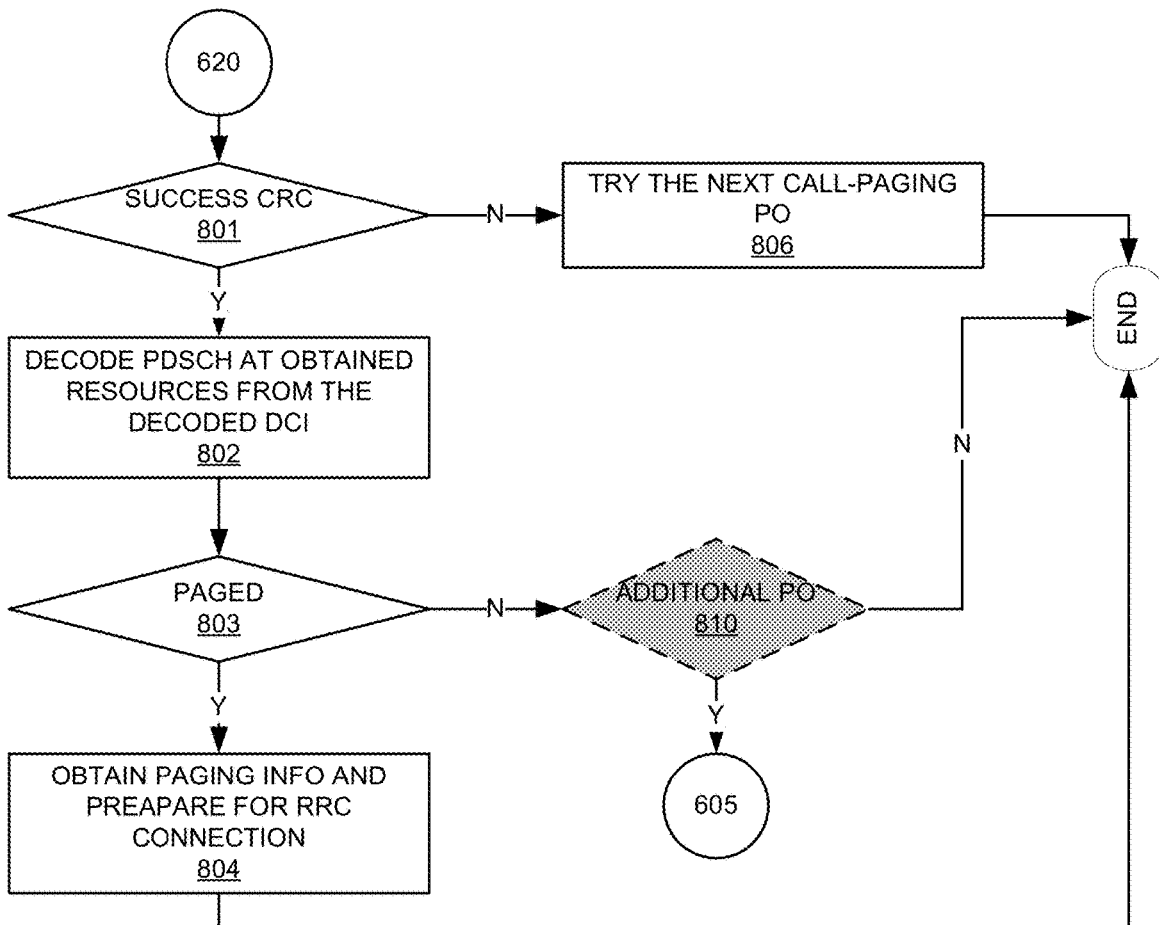 620
SUCCESS CRC
801
N
TRY THE NEXT CALL-PAGING
PO
806
Y
END
DECODE PDSCH AT OBTAINED
RESOURCES FROM THE
DECODED DCI
802
N
PAGED
803
N
ADDITIONAL PO
810
Y
Y
OBTAIN PAGING INFO AND
PREAPARE FOR RRC
CONNECTION
804
605